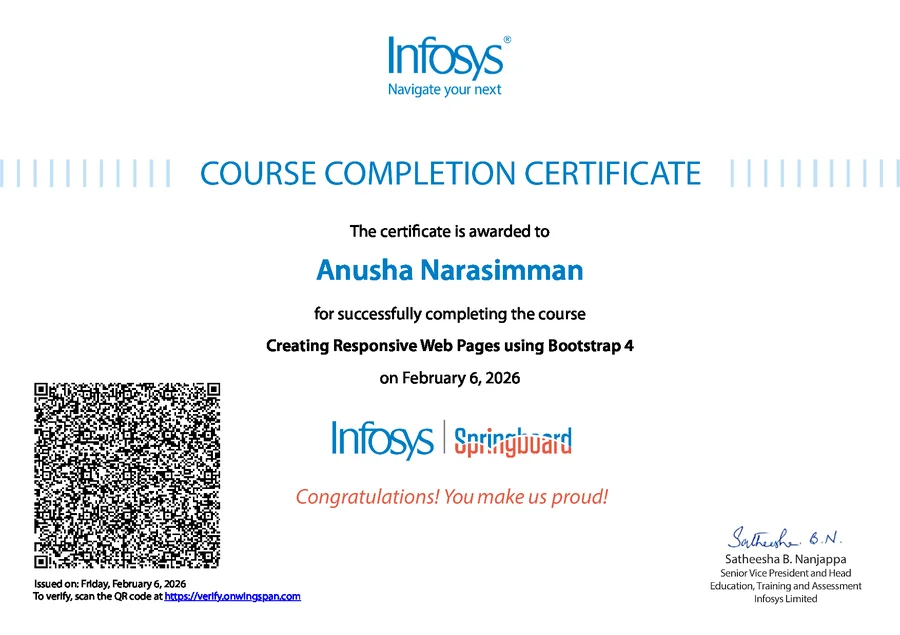 Infosys®
Navigate your next
COURSE COMPLETION CERTIFICATE
The certificate is awarded to
Anusha Narasimman
for successfully completing the course
Creating Responsive Web Pages using Bootstrap 4
on February 6, 2026
Infosys | Springboard
Congratulations! You make us proud!
Issued on: Friday, February 6, 2026
To verify, scan the QR code at https://verify.onwingspan.com
Satheesha B.N.
Satheesha B. Nanjappa
Senior Vice President and Head
Education, Training and Assessment
Infosys Limited